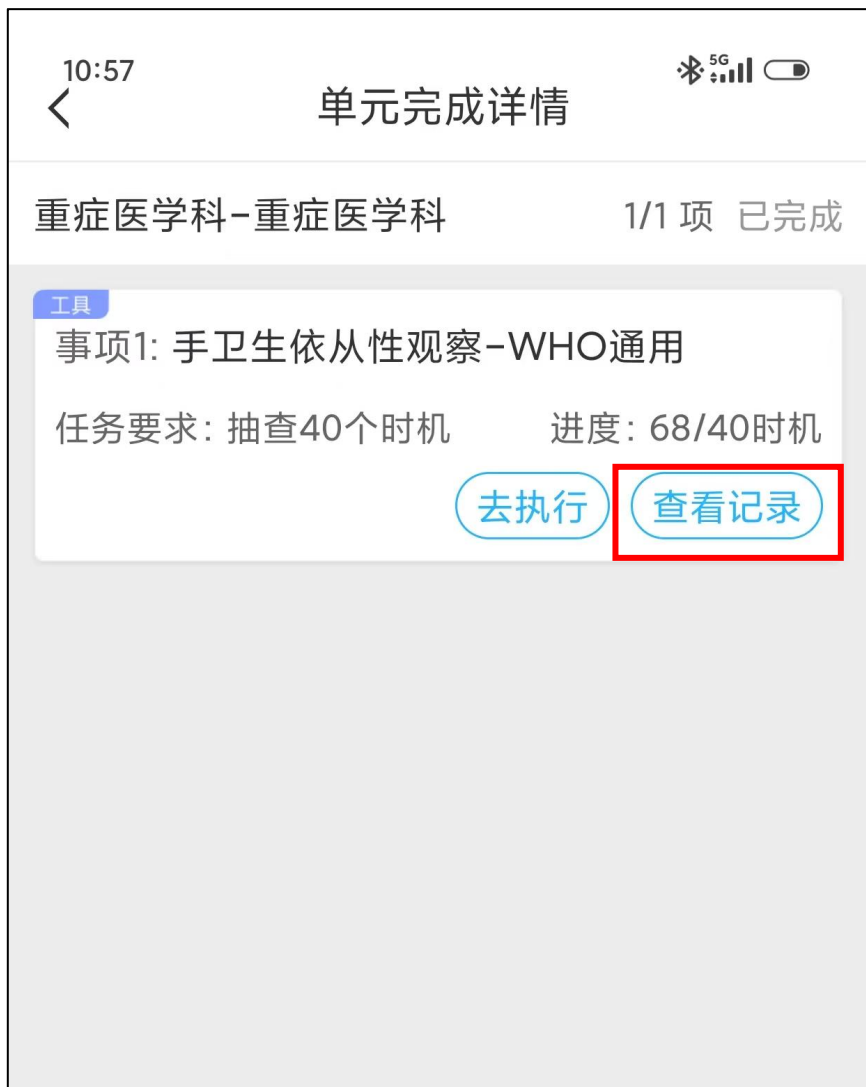 10:57
5G
单元完成详情
重症医学科-重症医学科 1/1 项 已完成
工具
事项1: 手卫生依从性观察-WHO通用
任务要求: 抽查40个时机 进度: 68/40时机
去执行 查看记录